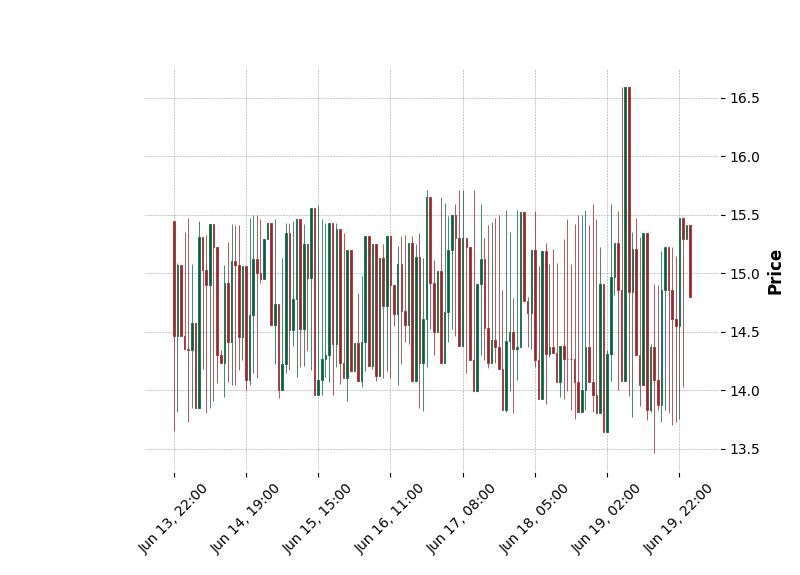 16.5
16.0
15.5
15.0
14.5
14.0
13.5
Price
Jun 13, 22:00
Jun 14, 19:00
Jun 15, 15:00
Jun 16, 11:00
Jun 17, 08:00
Jun 18, 05:00
Jun 19, 02:00
Jun 19, 22:00